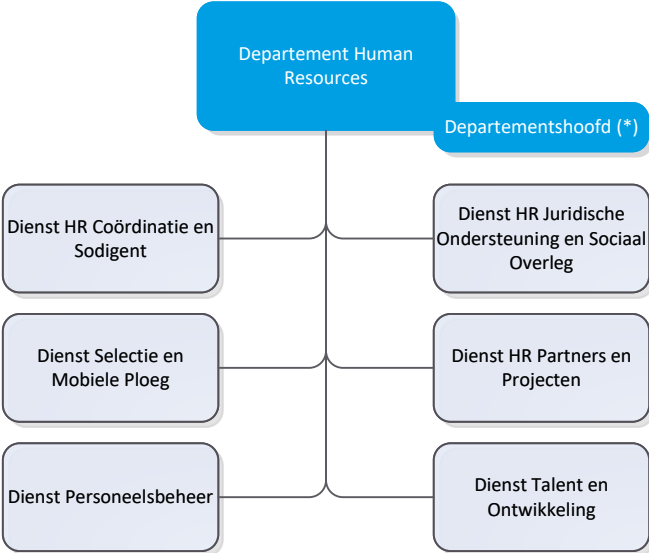 Departement Human
Resources
Departementshoofd (*)
Dienst HR Coördinatie en
Sodigent
Dienst HR Juridische
Ondersteuning en Sociaal
Overleg
Dienst Selectie en
Mobiele Ploeg
Dienst HR Partners en
Projecten
Dienst Personeelsbeheer
Dienst Talent en
Ontwikkeling